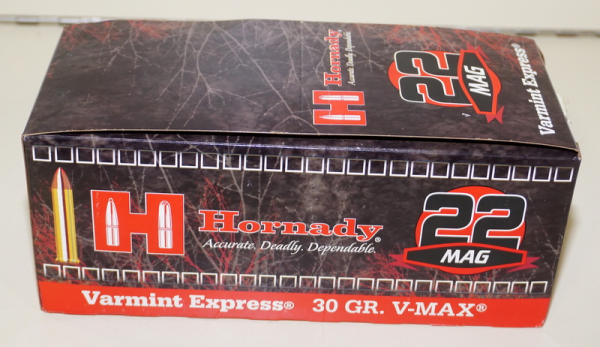 H Hornady
Accurate. Deadly. Dependable.
22
MAG
Varmint Express®
H Hornady®
Accurate. Deadly. Dependable.
22
MAG
Varmint Express® 30 GR. V-MAX®